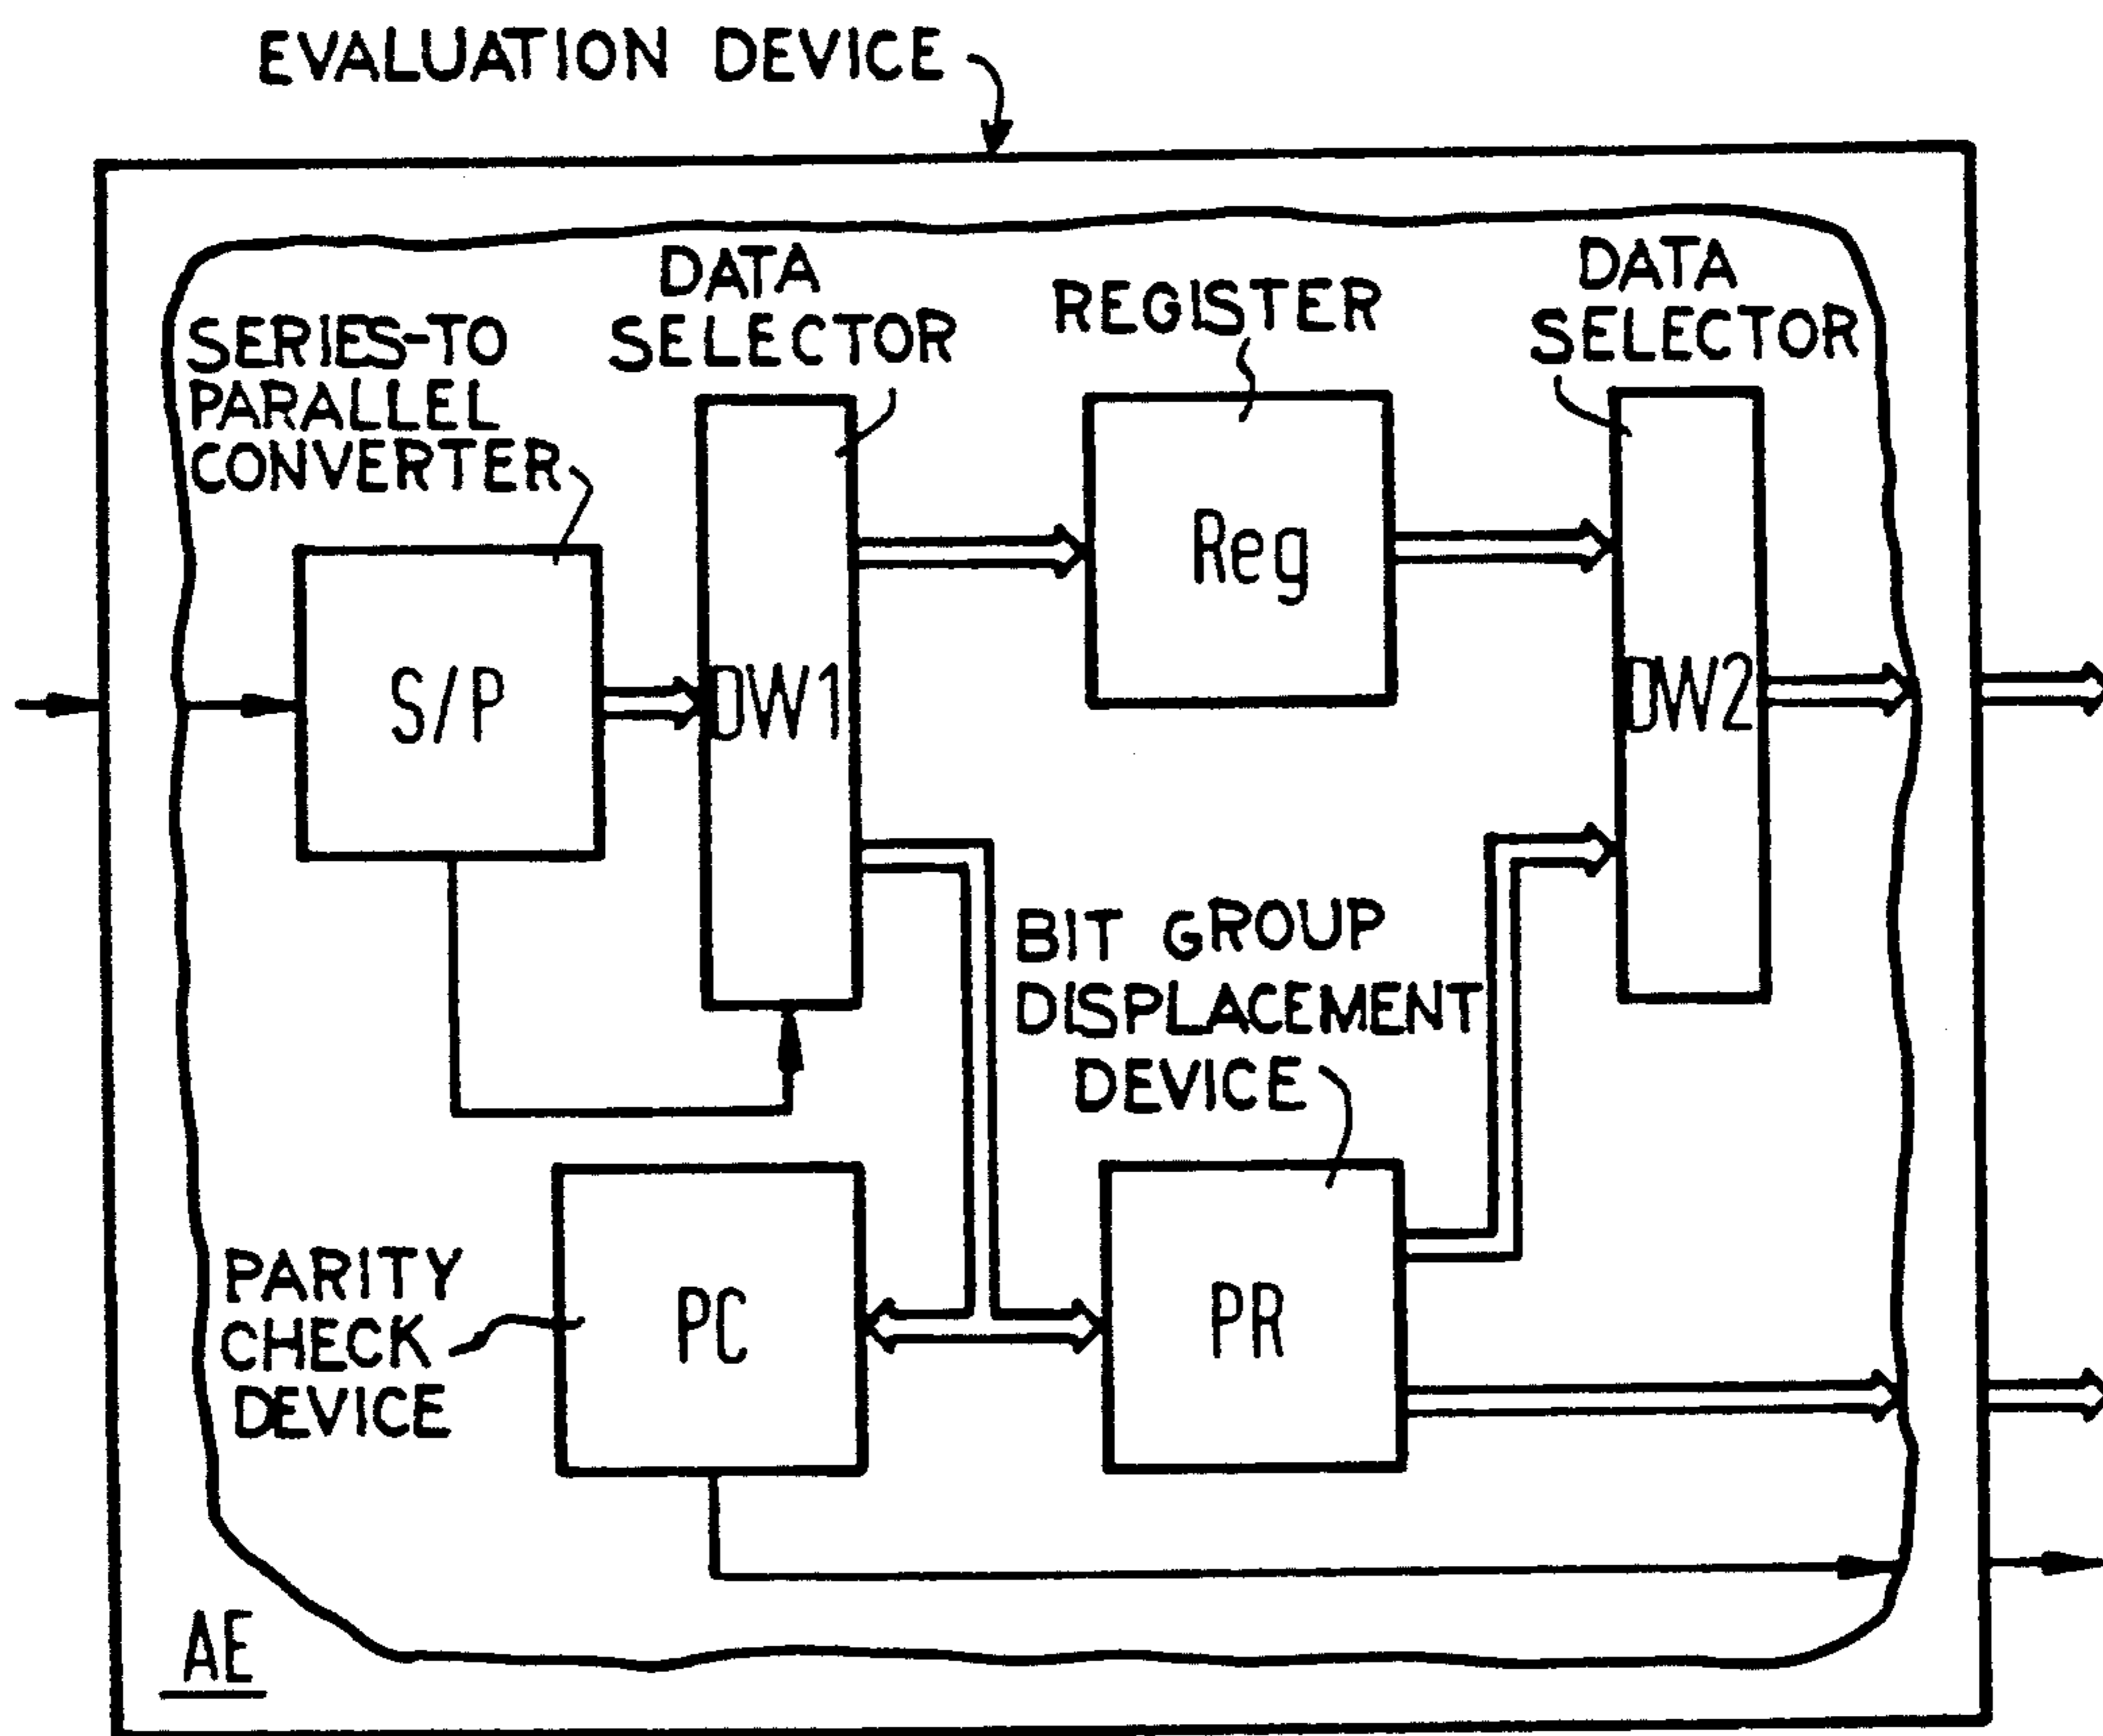 EVALUATION DEVICE
DATA
SELECTOR
REGISTER
DATA
SELECTOR
SERIES-TO
PARALLEL
CONVERTER
Reg
S/P
DW1
DW2
BIT GROUP
DISPLACEMENT
DEVICE
PARITY
CHECK
DEVICE
PC
PR
AE